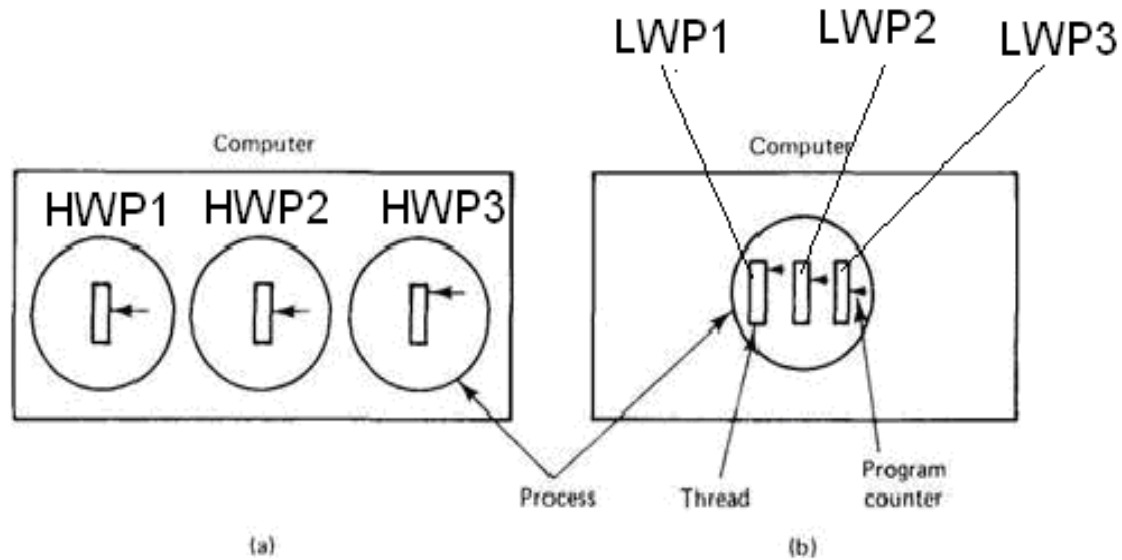 LWP1
LWP2
LWP3
Computer
Computer
HWP1
HWP2
HWP3
Process
Thread
Program
counter
(a)
(b)